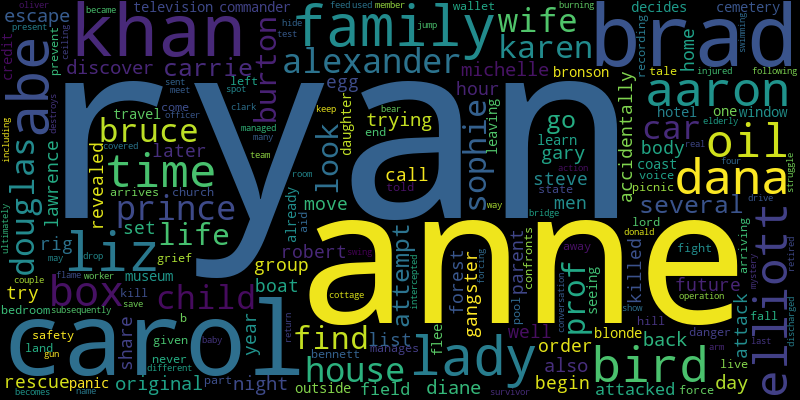 oliver became television commander feed used member burning
hide jump
khan family wife brad
present test wallet decides cemetery
escape prevent ceiling karen recording swimming
credit abe discover carrie burton alexander home tale injured following
destroys sent meet left spot egg michelle bronson aaron
clark hour hotel one window
ryan
including travel come officer keep bear daughter sophie leaving go accidentally car oil
bruce managed many trying learn body elderly
covered team end gary coast real four
douglas lawrence revealed later time arrives church look call steve voice dana
room told action struggle
prince already move way men state picnic several drive
ultimately rig set life aid bridge lord
liz robert attempt parent donald fight arriving elliott
may drop grief boxing anne confronts away
couple flame worker museum group intercepted forest prof seeing killed future mystery retired
try box kill boat gangster pool forcing conversation show operation
bedroom subsequently save child cottage attack fall discharged
carol b year find list well blonde hill danger last
safety share given baby flee order back arm
land never different house bennett manages lady also bird live
gun rescue panic original part night return outside field diane begin attacked force day
becomes name survivor